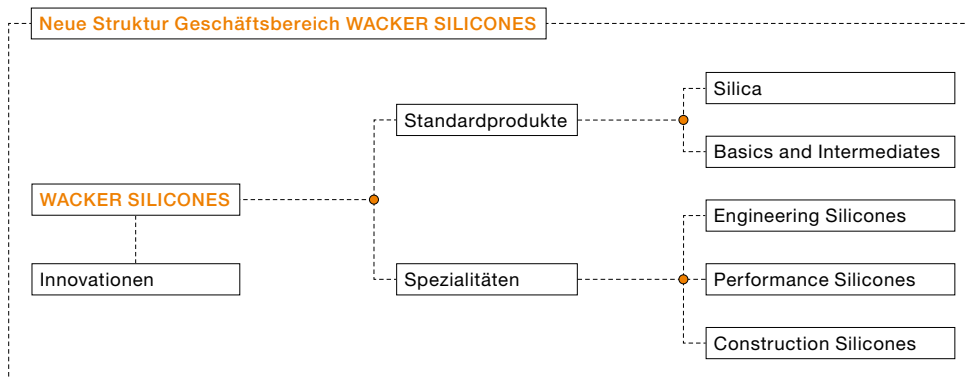 Neue Struktur Geschäftsbereich WACKER SILICONES
Silica
Standardprodukte
Basics and Intermediates
WACKER SILICONES
Engineering Silicones
Innovationen
Spezialitäten
Performance Silicones
Construction Silicones